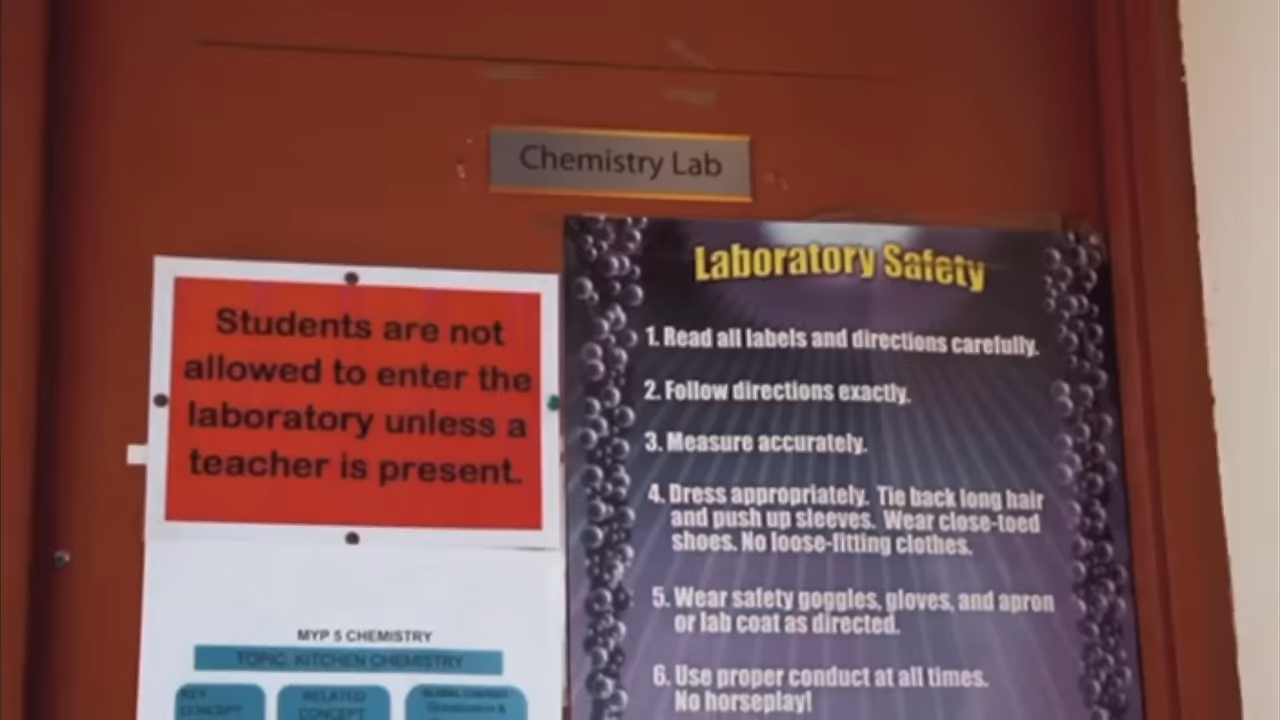 Chemistry Lab
Students are not
allowed to enter the
laboratory unless a
teacher is present.
MYP 5 CHEMISTRY
TOPIC: KITCHEN CHEMISTRY
KEY
CONCEPT
RELATED
CONCEPT
Laboratory Safety
1. Read all labels and directions carefully.
2. Follow directions exactly.
3. Measure accurately.
4. Dress appropriately. Tie back long hair
and push up sleeves. Wear close-toed
shoes. No loose-fitting clothes.
5. Wear safety goggles, gloves, and apron
or lab coat as directed.
6. Use proper conduct at all times.
No horseplay!